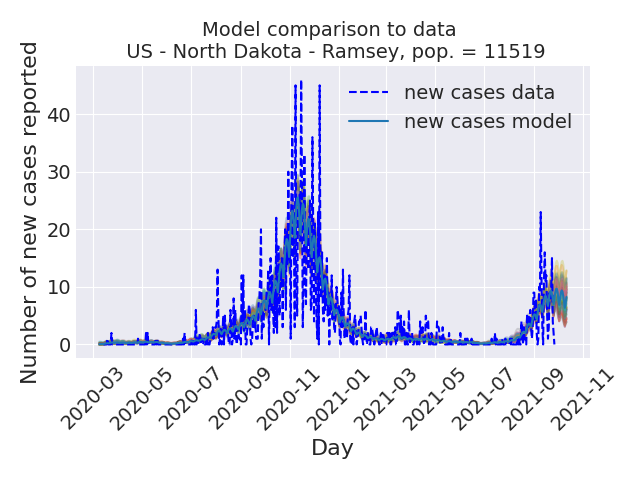 Model comparison to data
US - North Dakota - Ramsey, pop. = 11519
Number of new cases reported
40
30
20
10
0
new cases data
new cases model
2020-03
2020-05
2020-07
2020-09
2020-11
2021-01
2021-03
2021-05
2021-07
2021-09
2021-11
Day